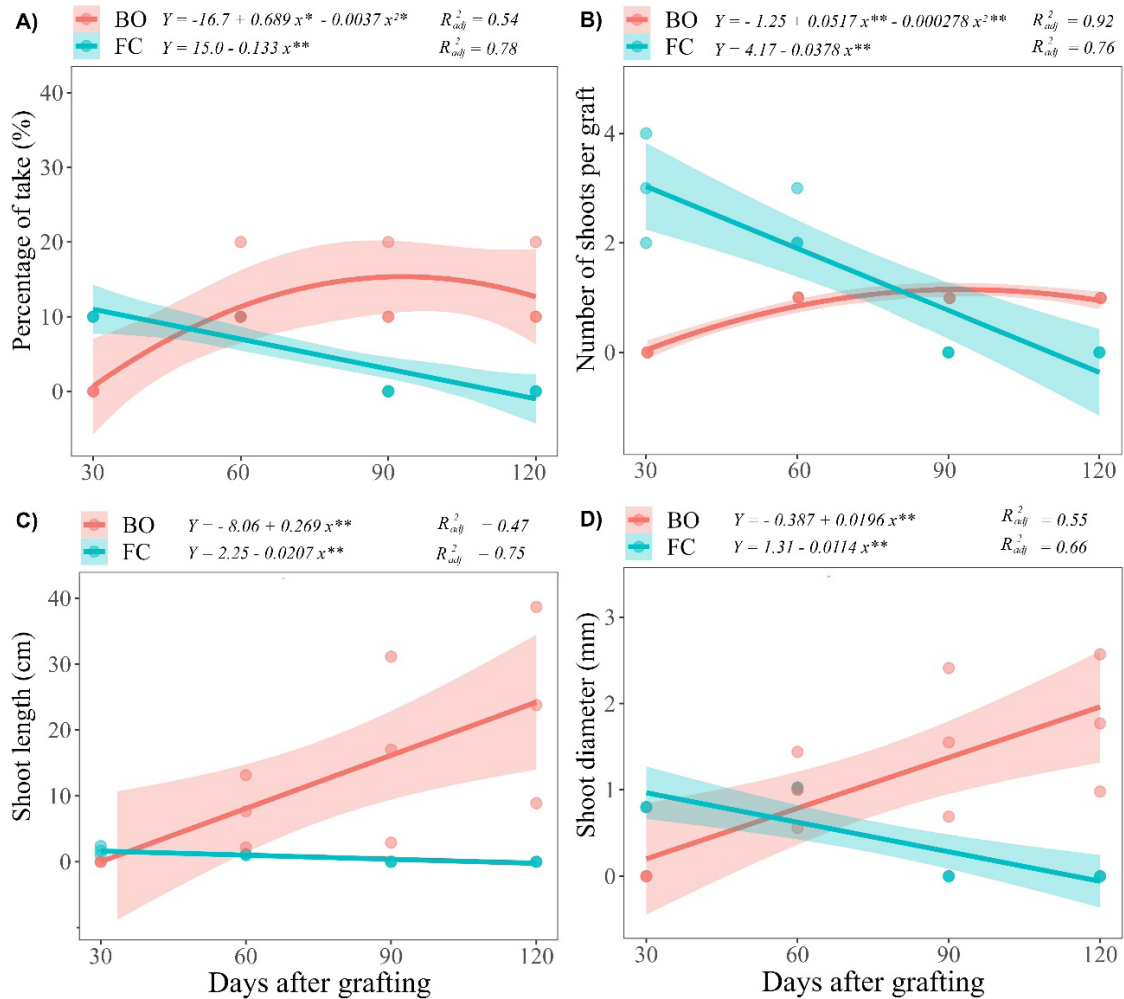 A) BO Y = -16.7 + 0.689 x* - 0.0037 x²* R²adj = 0.54
FC Y = 15.0 - 0.133 x** R²adj = 0.78
Percentage of take (%)
40
30
20
10
0
30 60 90 120
B) BO Y = - 1.25 + 0.0517 x** - 0.000278 x²** R²adj = 0.92
FC Y = 4.17 - 0.0378 x** R²adj = 0.76
Number of shoots per graft
4
2
0
30 60 90 120
C) BO Y = - 8.06 + 0.269 x** R²adj = 0.47
FC Y = 2.25 - 0.0207 x** R²adj = 0.75
Shoot length (cm)
40
30
20
10
0
30 60 90 120
Days after grafting
D) BO Y = - 0.387 + 0.0196 x** R²adj = 0.55
FC Y = 1.31 - 0.0114 x** R²adj = 0.66
Shoot diameter (mm)
3
2
1
0
30 60 90 120
Days after grafting